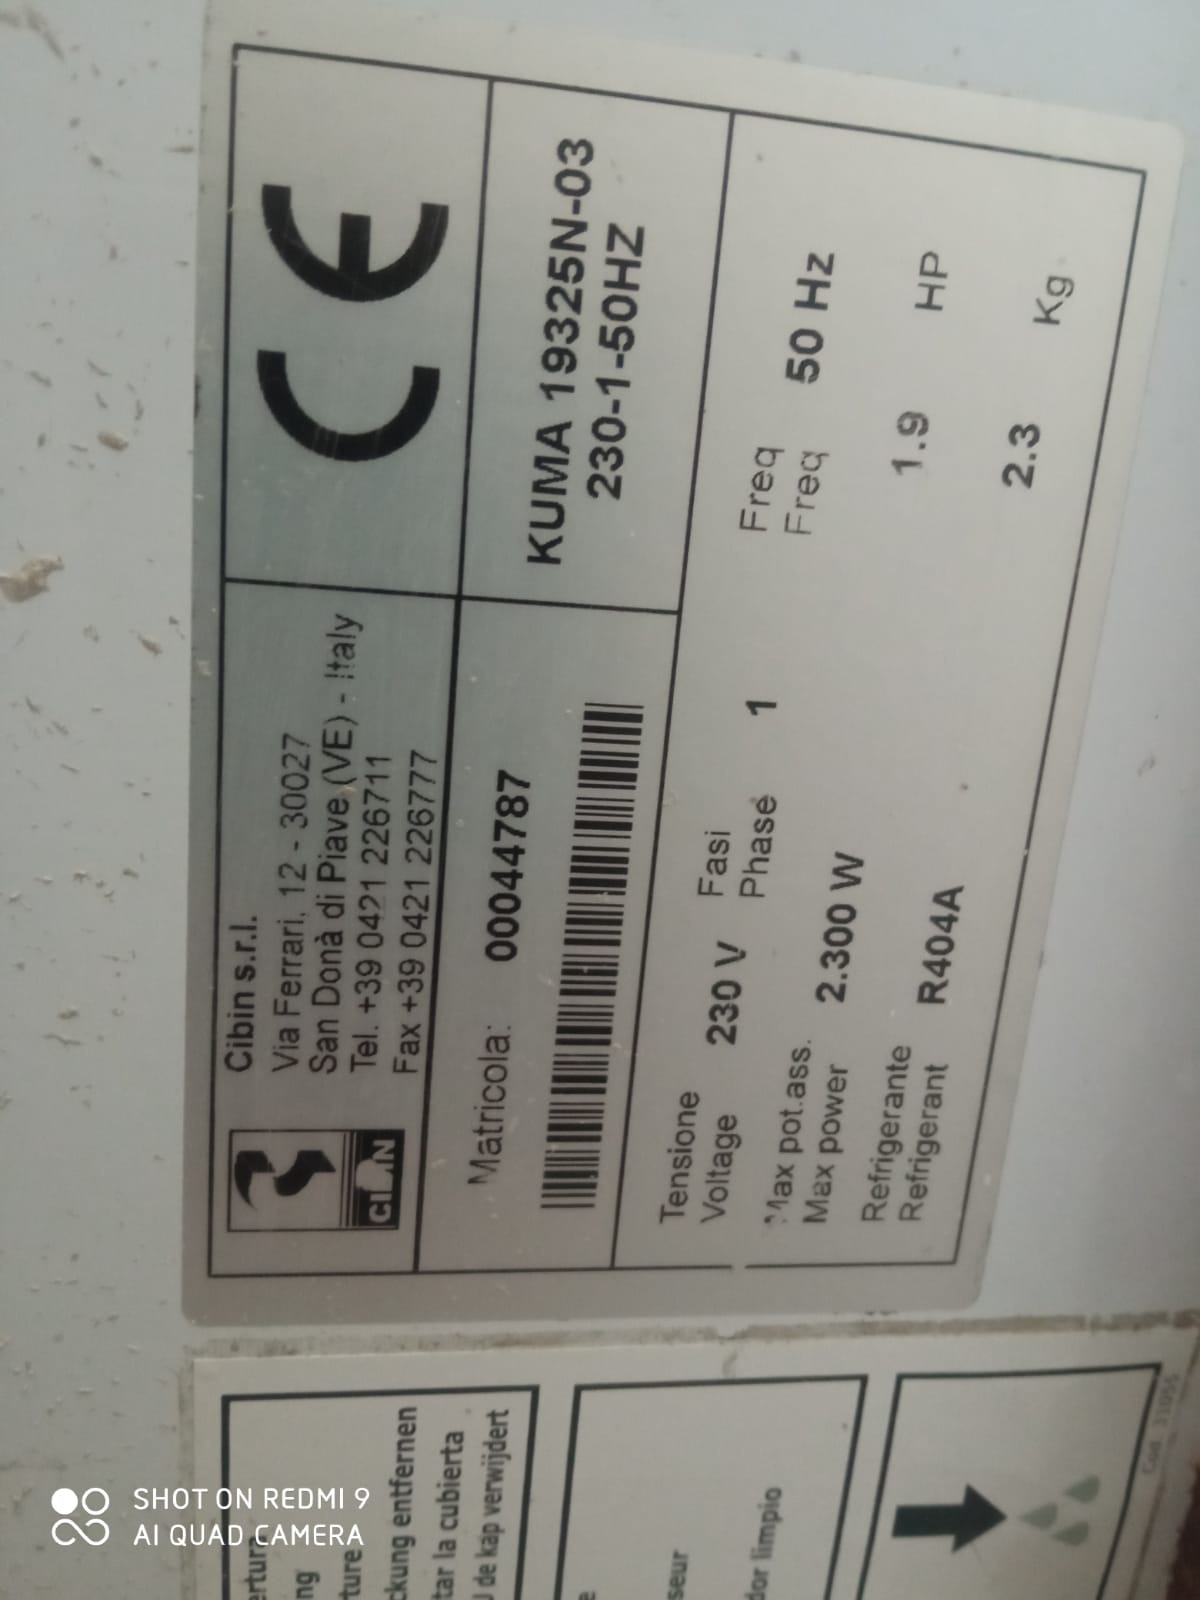 CIBIN
Cibin s.r.l.
Via Ferrari, 12 - 30027
San Donà di Piave (VE) - Italy
Tel. +39 0421 226711
Fax +39 0421 226777
CE
Matricola: 00044787
KUMA 19325N-03
230-1-50HZ
Tensione
Voltage 230 V
Fasi
Phase 1
Freq
Freq 50 Hz
Max pot.ass.
Max power 2.300 W
1.9 HP
Refrigerante
Refrigerant R404A
2.3 Kg
ckung entfernen
tar la cubierta
de kap verwijdert
seur
dor limpio
Cod. 31055
SHOT ON REDMI 9
AI QUAD CAMERA